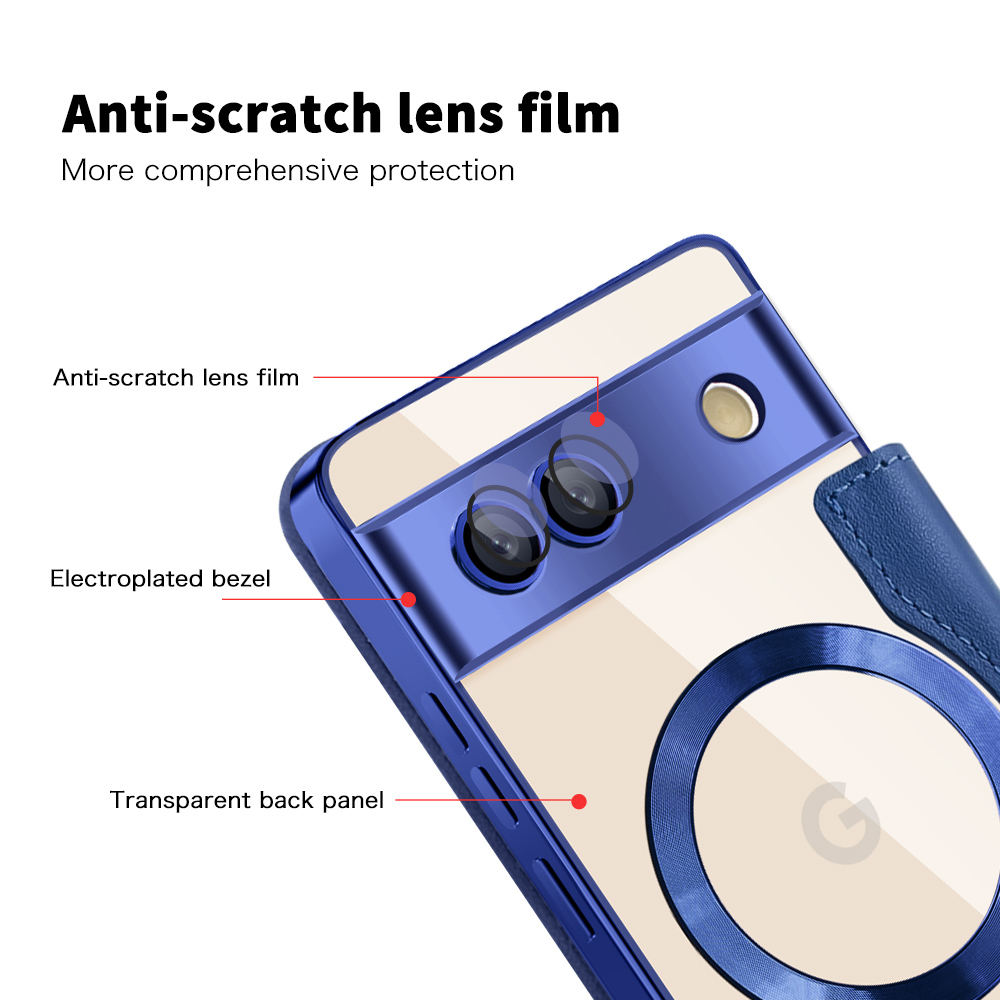 Anti-scratch lens film
More comprehensive protection
Anti-scratch lens film
Electroplated bezel
Transparent back panel
G